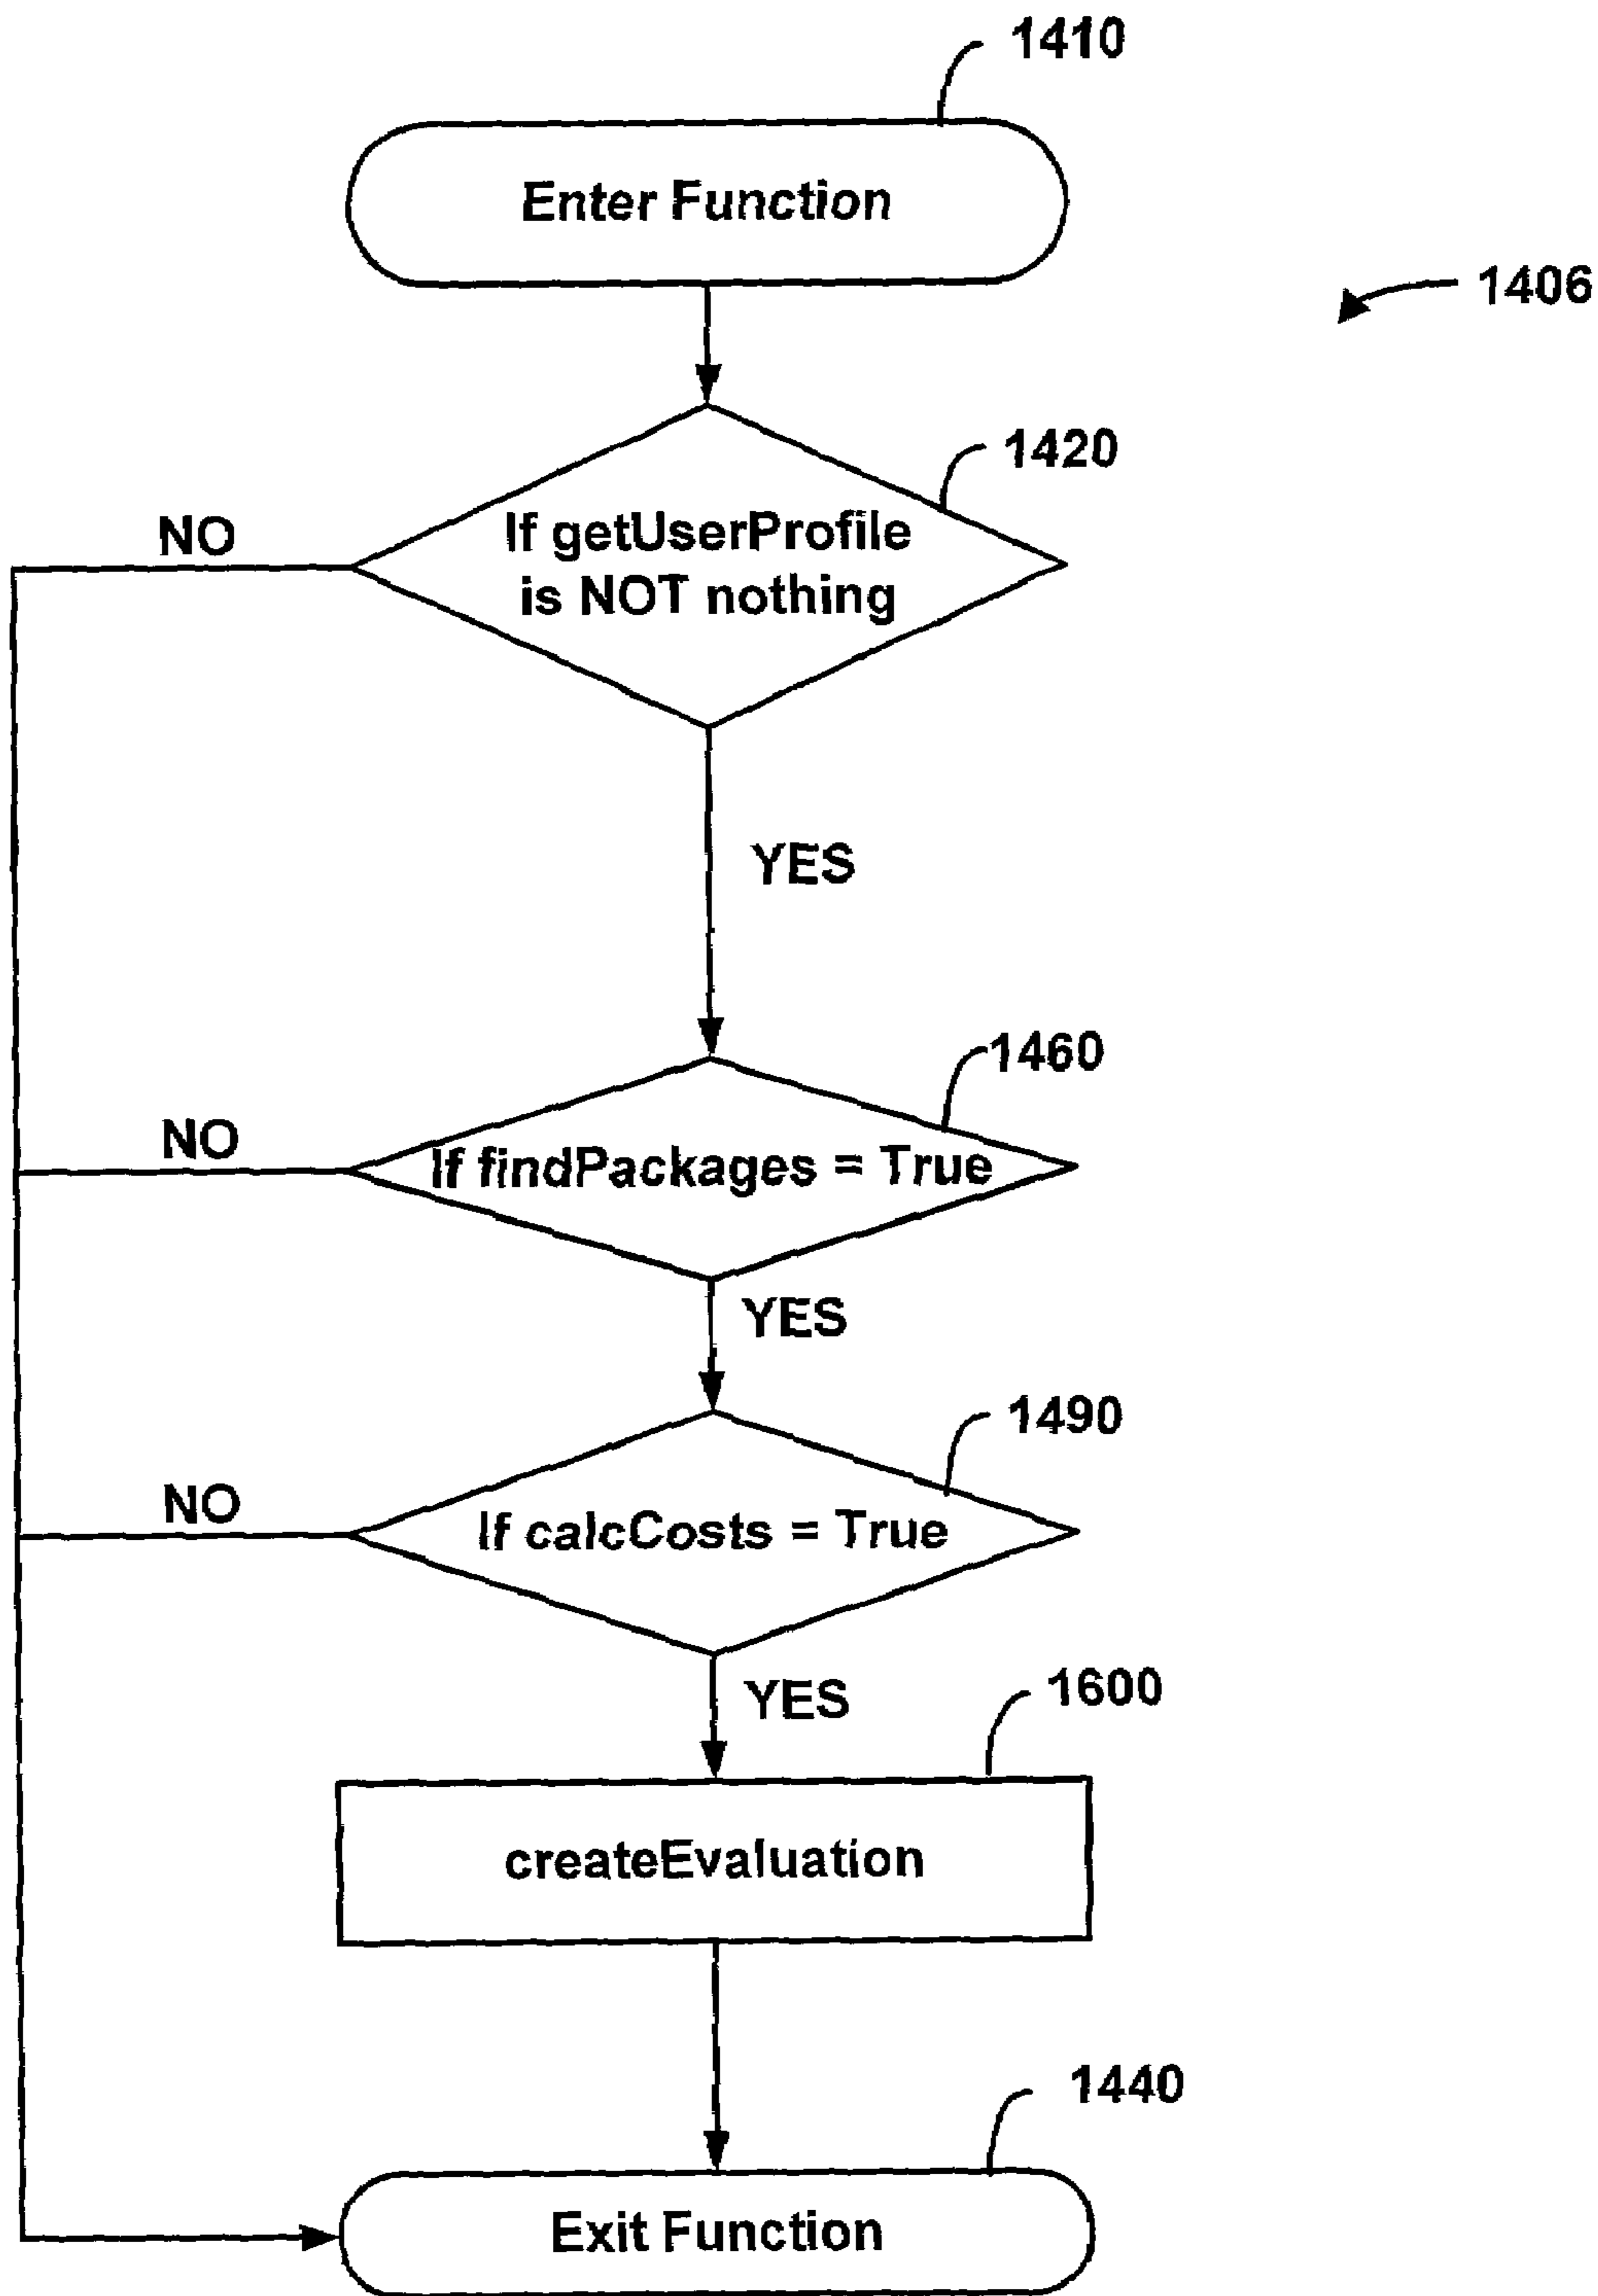 1410
Enter Function
1406
1420
If getUserProfile
is NOT nothing
NO
YES
1460
NO
If findPackages = True
YES
1490
NO
If calcCosts = True
YES
1600
createEvaluation
1440
Exit Function